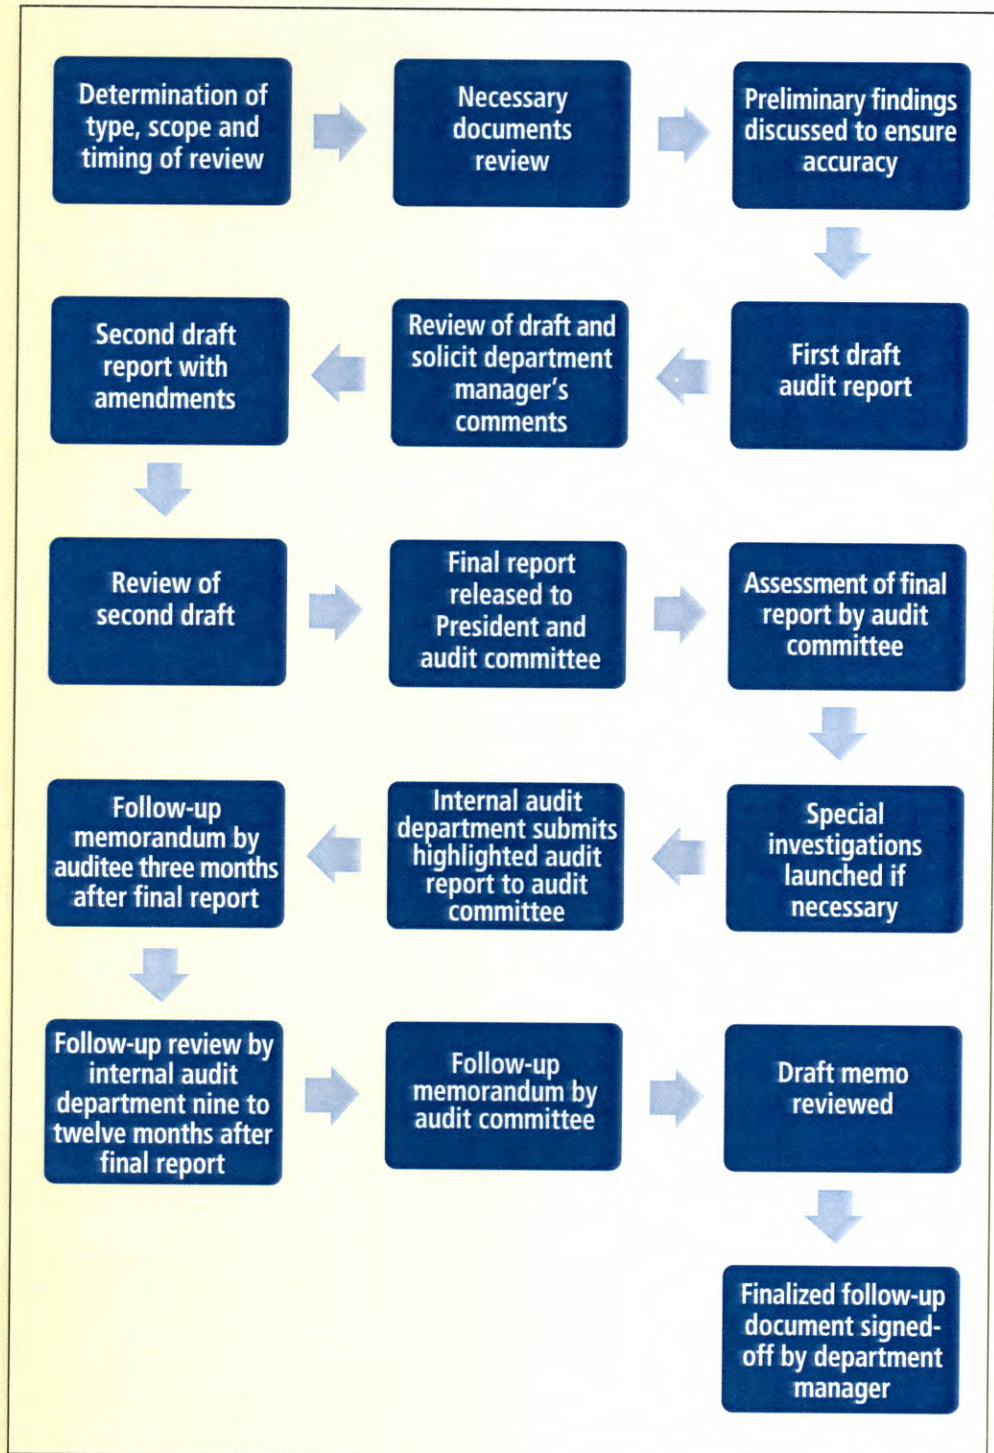 Determination of
type, scope and
timing of review
Necessary
documents
review
Preliminary findings
discussed to ensure
accuracy
First draft
audit report
Review of draft and
solicit department
manager's
comments
Second draft
report with
amendments
Review of
second draft
Final report
released to
President and
audit committee
Assessment of final
report by audit
committee
Special
investigations
launched if
necessary
Internal audit
department submits
highlighted audit
report to audit
committee
Follow-up
memorandum by
auditee three months
after final report
Follow-up review by
internal audit
department nine to
twelve months after
final report
Follow-up
memorandum by
audit committee
Draft memo
reviewed
Finalized follow-up
document signed-
off by department
manager